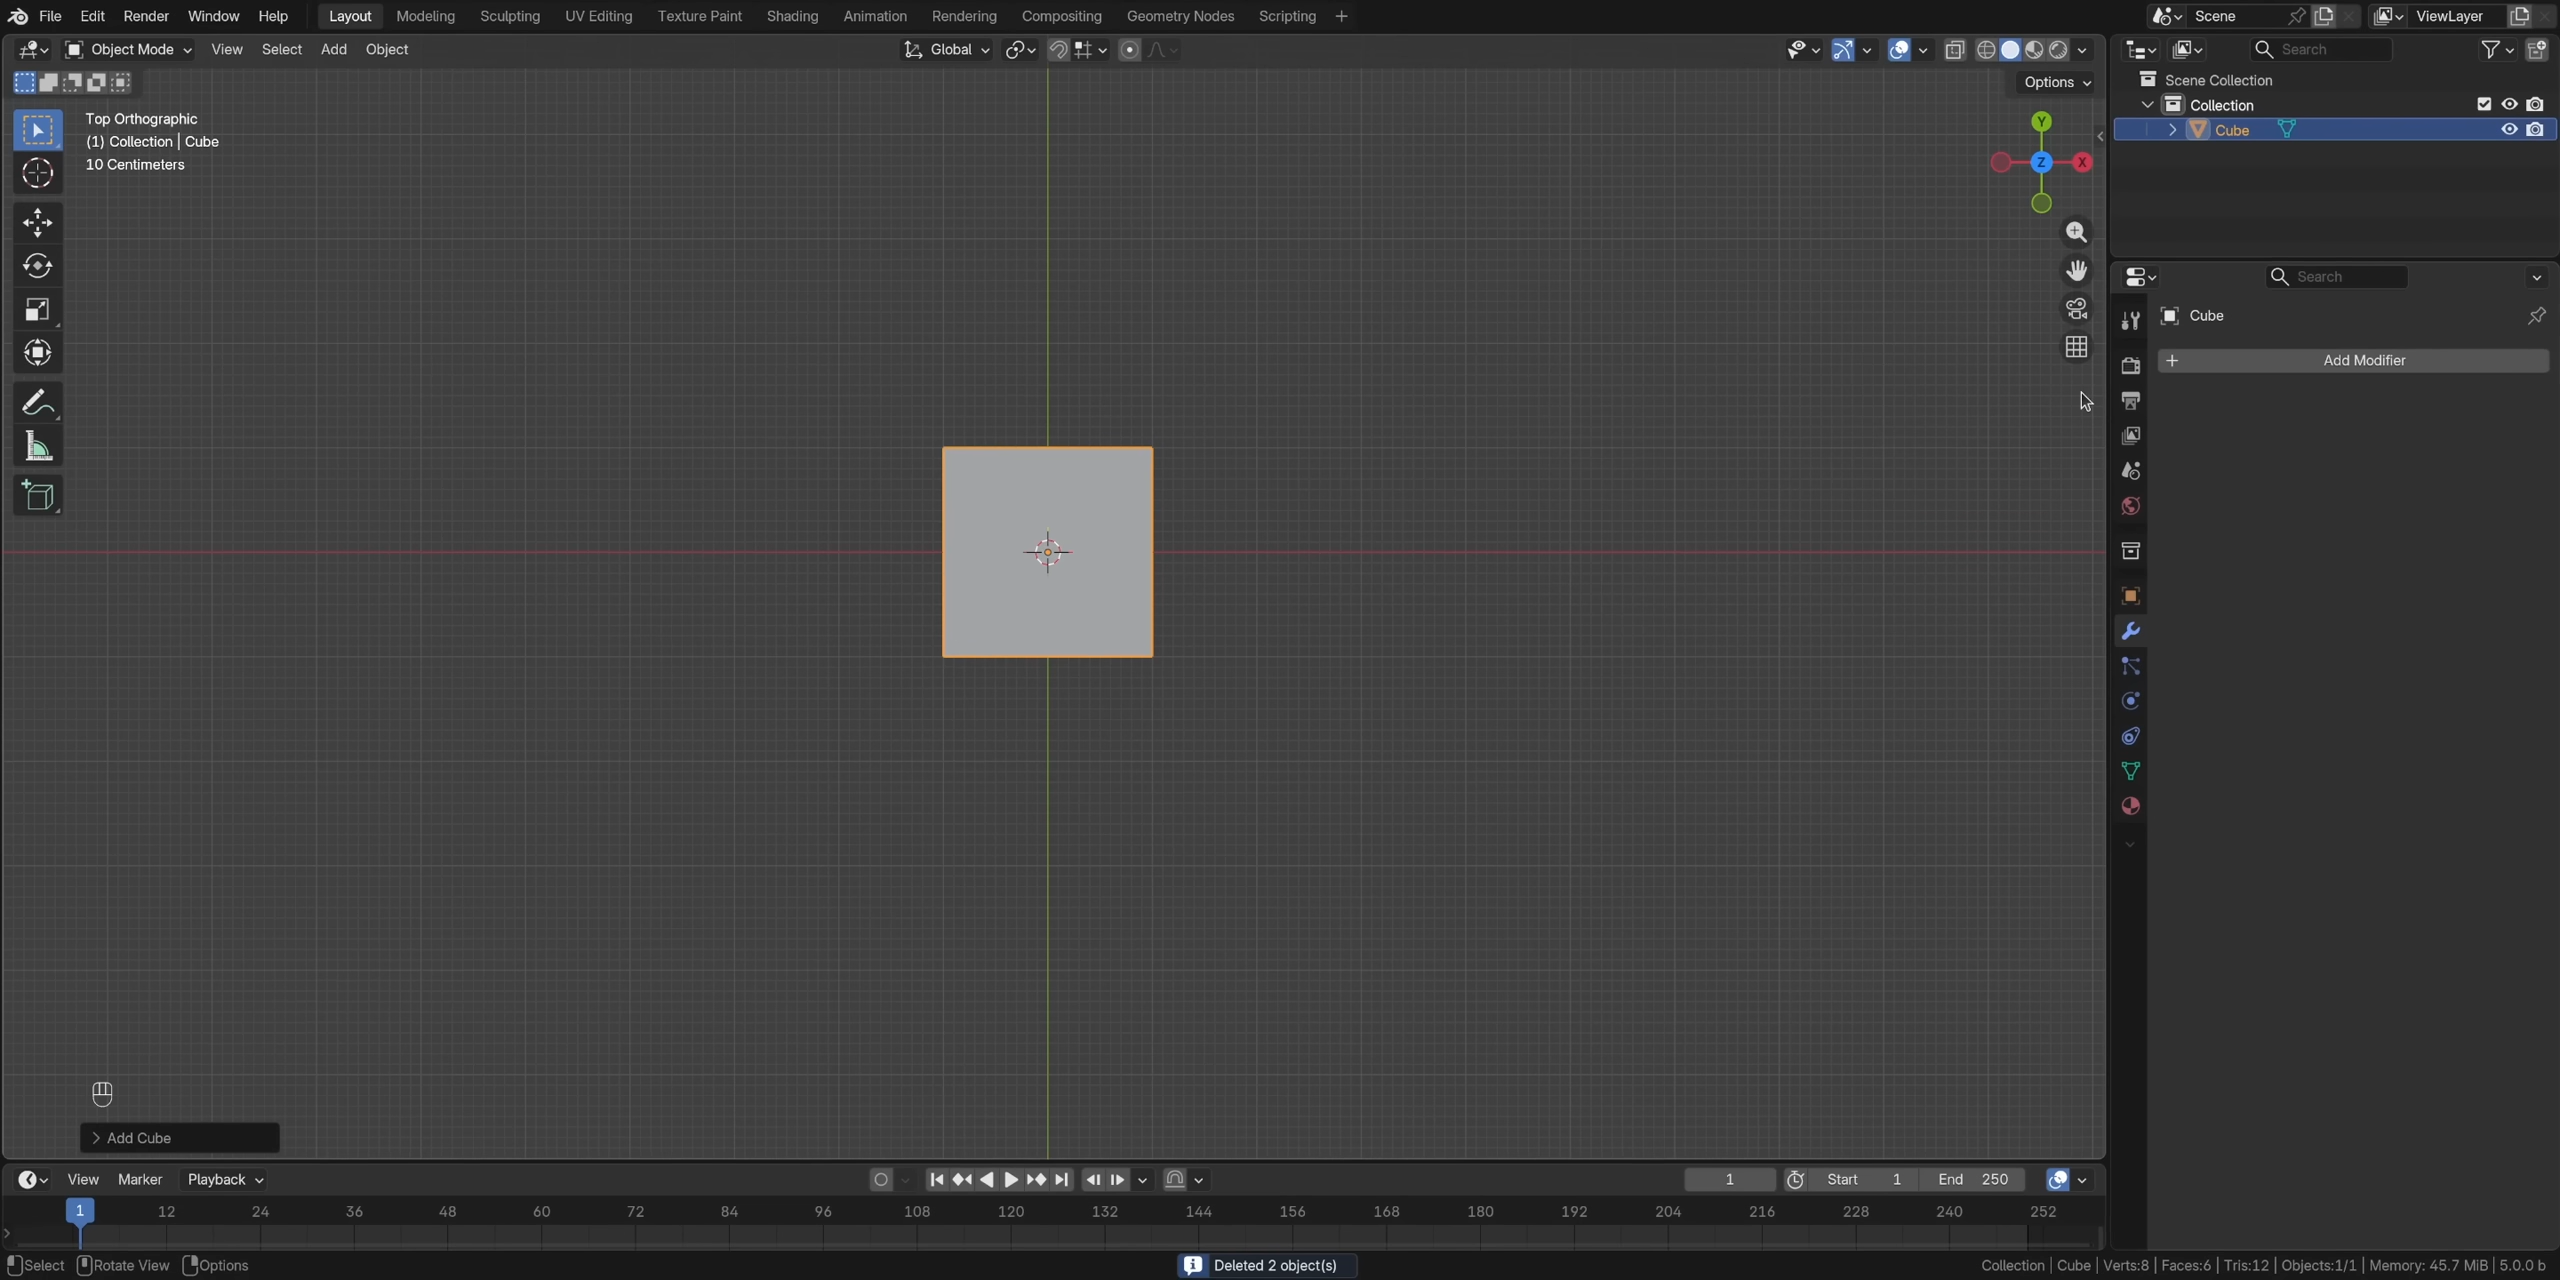 File Edit Render Window Help Layout Modeling Sculpting UV Editing Texture Paint Shading Animation Rendering Compositing Geometry Nodes Scripting + Scene ViewLayer
Object Mode View Select Add Object Global Search
Options
Top Orthographic
(1) Collection | Cube
10 Centimeters
Y
Z X
Scene Collection
Collection
Cube
Search
Cube
+ Add Modifier
> Add Cube
View Marker Playback 1 Start 1 End 250
1 12 24 36 48 60 72 84 96 108 120 132 144 156 168 180 192 204 216 228 240 252
Select Rotate View Options Deleted 2 object(s) Collection | Cube | Verts:8 | Faces:6 | Tris:12 | Objects:1/1 | Memory: 45.7 MiB | 5.0.0 b